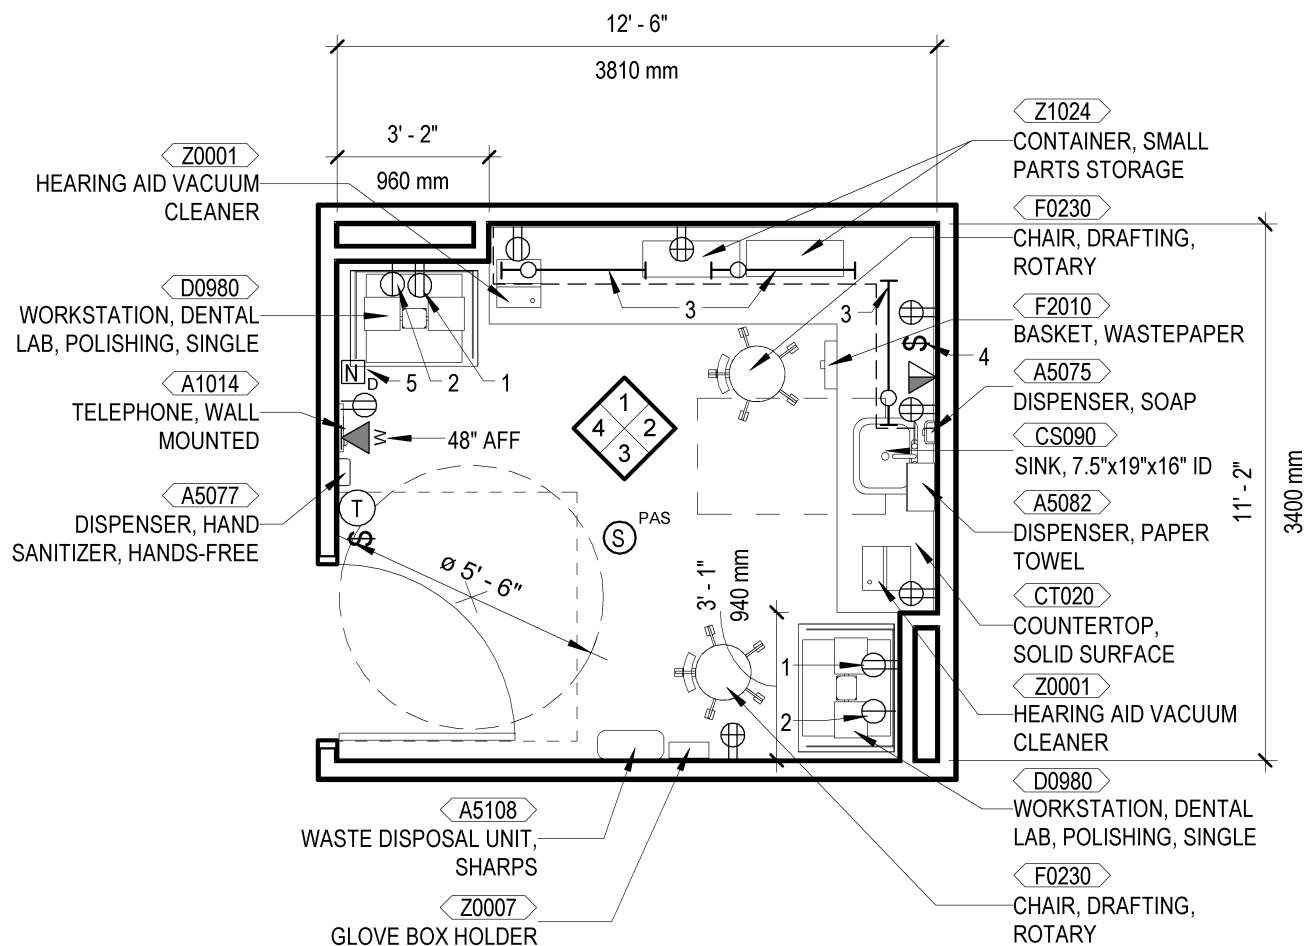 12' - 6"
3810 mm
3' - 2"
960 mm
Z0001
HEARING AID VACUUM
CLEANER
D0980
WORKSTATION, DENTAL
LAB, POLISHING, SINGLE
A1014
TELEPHONE, WALL
MOUNTED
A5077
DISPENSER, HAND
SANITIZER, HANDS-FREE
Z1024
CONTAINER, SMALL
PARTS STORAGE
F0230
CHAIR, DRAFTING,
ROTARY
F2010
BASKET, WASTEPAPER
A5075
DISPENSER, SOAP
CS090
SINK, 7.5"x19"x16" ID
A5082
DISPENSER, PAPER
TOWEL
CT020
COUNTERTOP,
SOLID SURFACE
Z0001
HEARING AID VACUUM
CLEANER
D0980
WORKSTATION, DENTAL
LAB, POLISHING, SINGLE
F0230
CHAIR, DRAFTING,
ROTARY
11' - 2"
3400 mm
3
3
$
4
N
D
5
2
1
W
48" AFF
1
4
2
3
T
$
S
PAS
ø 5' - 6"
3' - 1"
940 mm
1
2
A5108
WASTE DISPOSAL UNIT,
SHARPS
Z0007
GLOVE BOX HOLDER